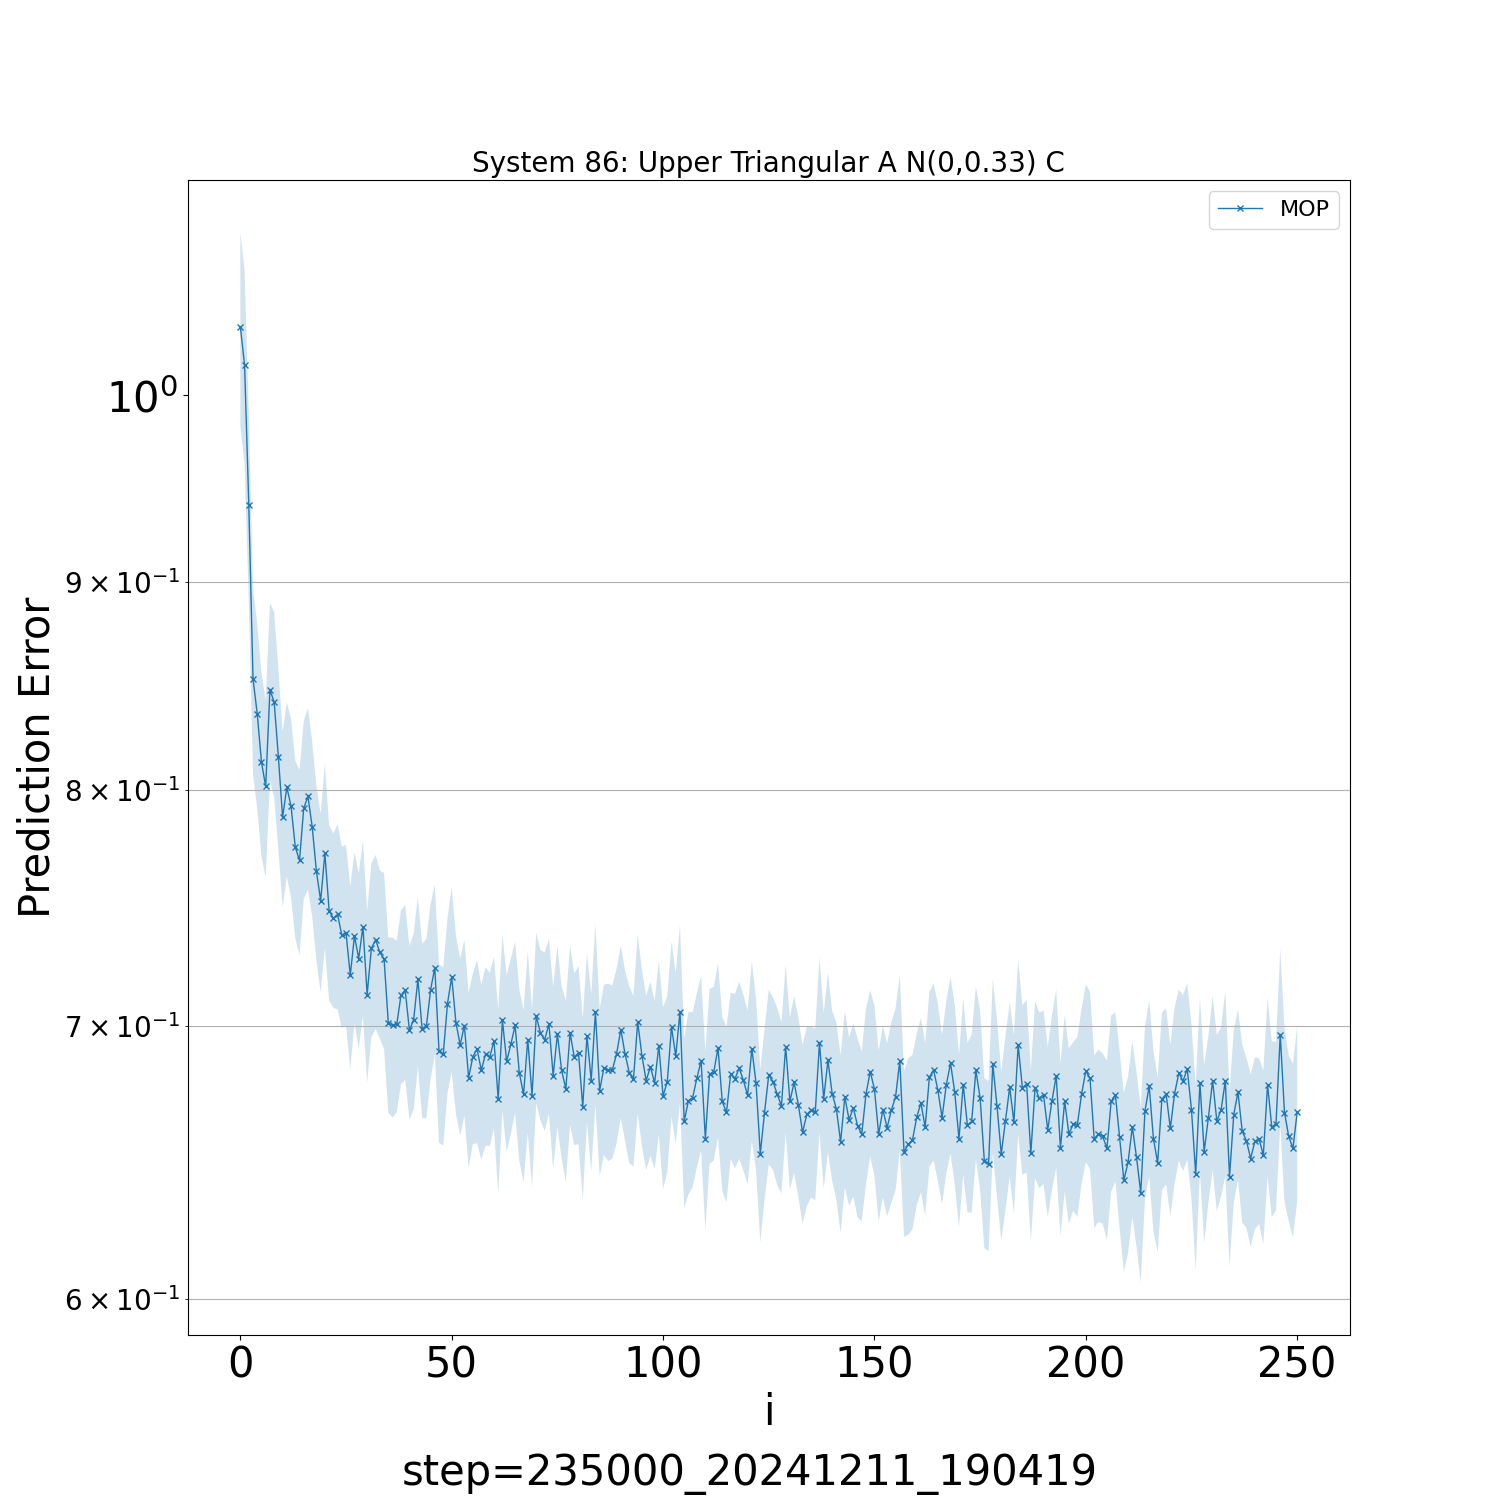 System 86: Upper Triangular A N(0,0.33) C
MOP
10⁰
9 × 10⁻¹
8 × 10⁻¹
7 × 10⁻¹
6 × 10⁻¹
Prediction Error
0 50 100 150 200 250
i
step=235000_20241211_190419